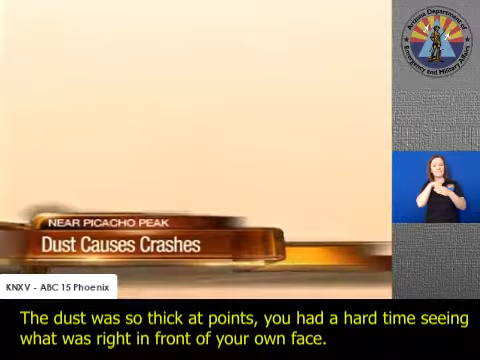 Arizona Department of
Emergency and Military Affairs
NEAR PICACHO PEAK
Dust Causes Crashes
KNXV - ABC 15 Phoenix
The dust was so thick at points, you had a hard time seeing
what was right in front of your own face.